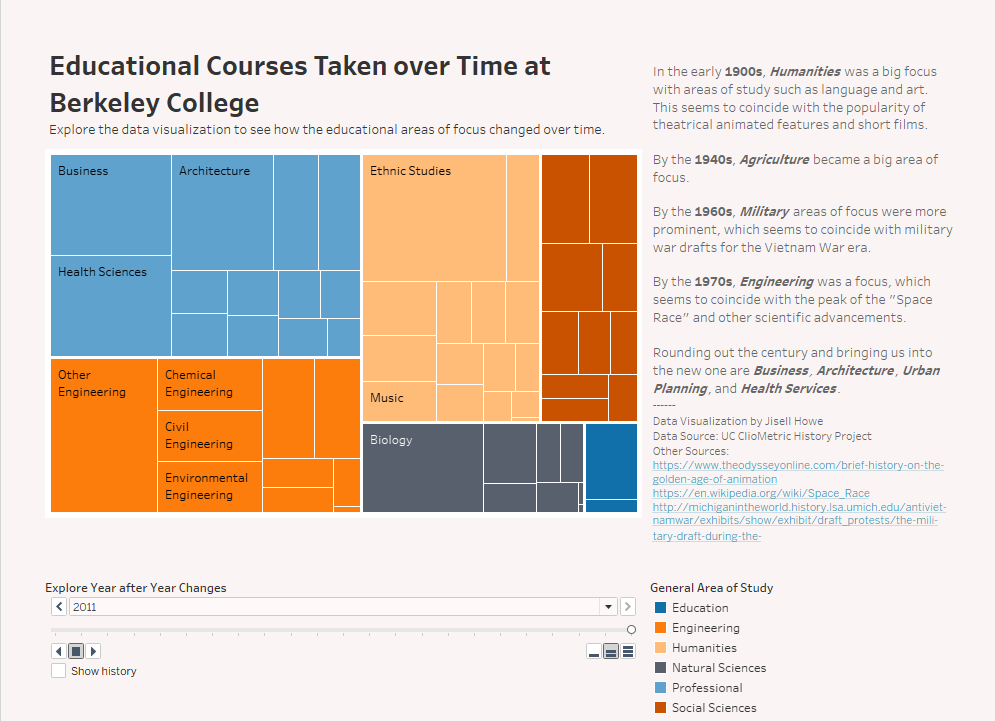 Educational Courses Taken over Time at
Berkeley College
Explore the data visualization to see how the educational areas of focus changed over time.
Business
Architecture
Health Sciences
Ethnic Studies
Music
Other
Engineering
Chemical
Engineering
Civil
Engineering
Environmental
Engineering
Biology
In the early 1900s, Humanities was a big focus
with areas of study such as language and art.
This seems to coincide with the popularity of
theatrical animated features and short films.
By the 1940s, Agriculture became a big area of
focus.
By the 1960s, Military areas of focus were more
prominent, which seems to coincide with military
war drafts for the Vietnam War era.
By the 1970s, Engineering was a focus, which
seems to coincide with the peak of the "Space
Race" and other scientific advancements.
Rounding out the century and bringing us into
the new one are Business, Architecture, Urban
Planning, and Health Services.
------
Data Visualization by Jisell Howe
Data Source: UC ClioMetric History Project
Other Sources:
https://www.theodysseyonline.com/brief-history-on-the-
golden-age-of-animation
https://en.wikipedia.org/wiki/Space_Race
http://michiganintheworld.history.lsa.umich.edu/antiviet-
namwar/exhibits/show/exhibit/draft_protests/the-mili-
tary-draft-during-the-
Explore Year after Year Changes
2011
Show history
General Area of Study
Education
Engineering
Humanities
Natural Sciences
Professional
Social Sciences